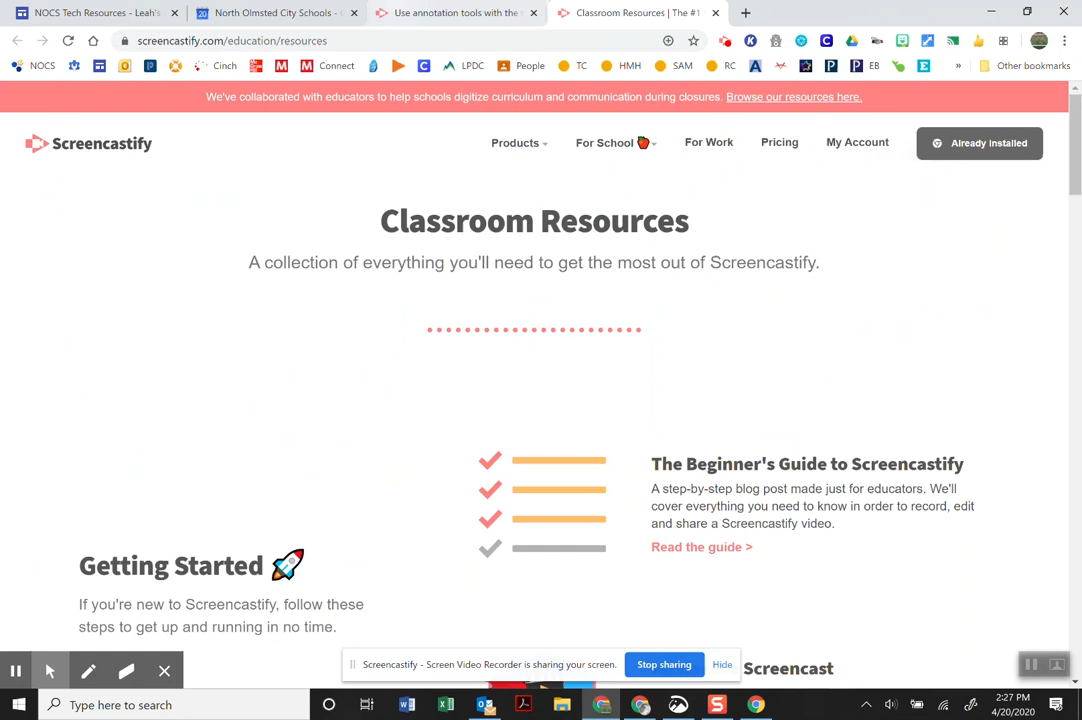 NOCS Tech Resources - Leah's
20
North Olmsted City Schools -
Use annotation tools with the
Classroom Resources | The #1
screencastify.com/education/resources
NOCS
Cinch
Connect
LPDC
People
TC
HMH
SAM
RC
EB
»
Other bookmarks
We've collaborated with educators to help schools digitize curriculum and communication during closures. Browse our resources here.
Screencastify
Products
For School
For Work
Pricing
My Account
Already installed
Classroom Resources
A collection of everything you'll need to get the most out of Screencastify.
The Beginner's Guide to Screencastify
A step-by-step blog post made just for educators. We'll
cover everything you need to know in order to record, edit
and share a Screencastify video.
Read the guide >
Getting Started
If you're new to Screencastify, follow these
steps to get up and running in no time.
Screencastify - Screen Video Recorder is sharing your screen.
Stop sharing
Hide
Screencast
Type here to search
2:27 PM
4/20/2020